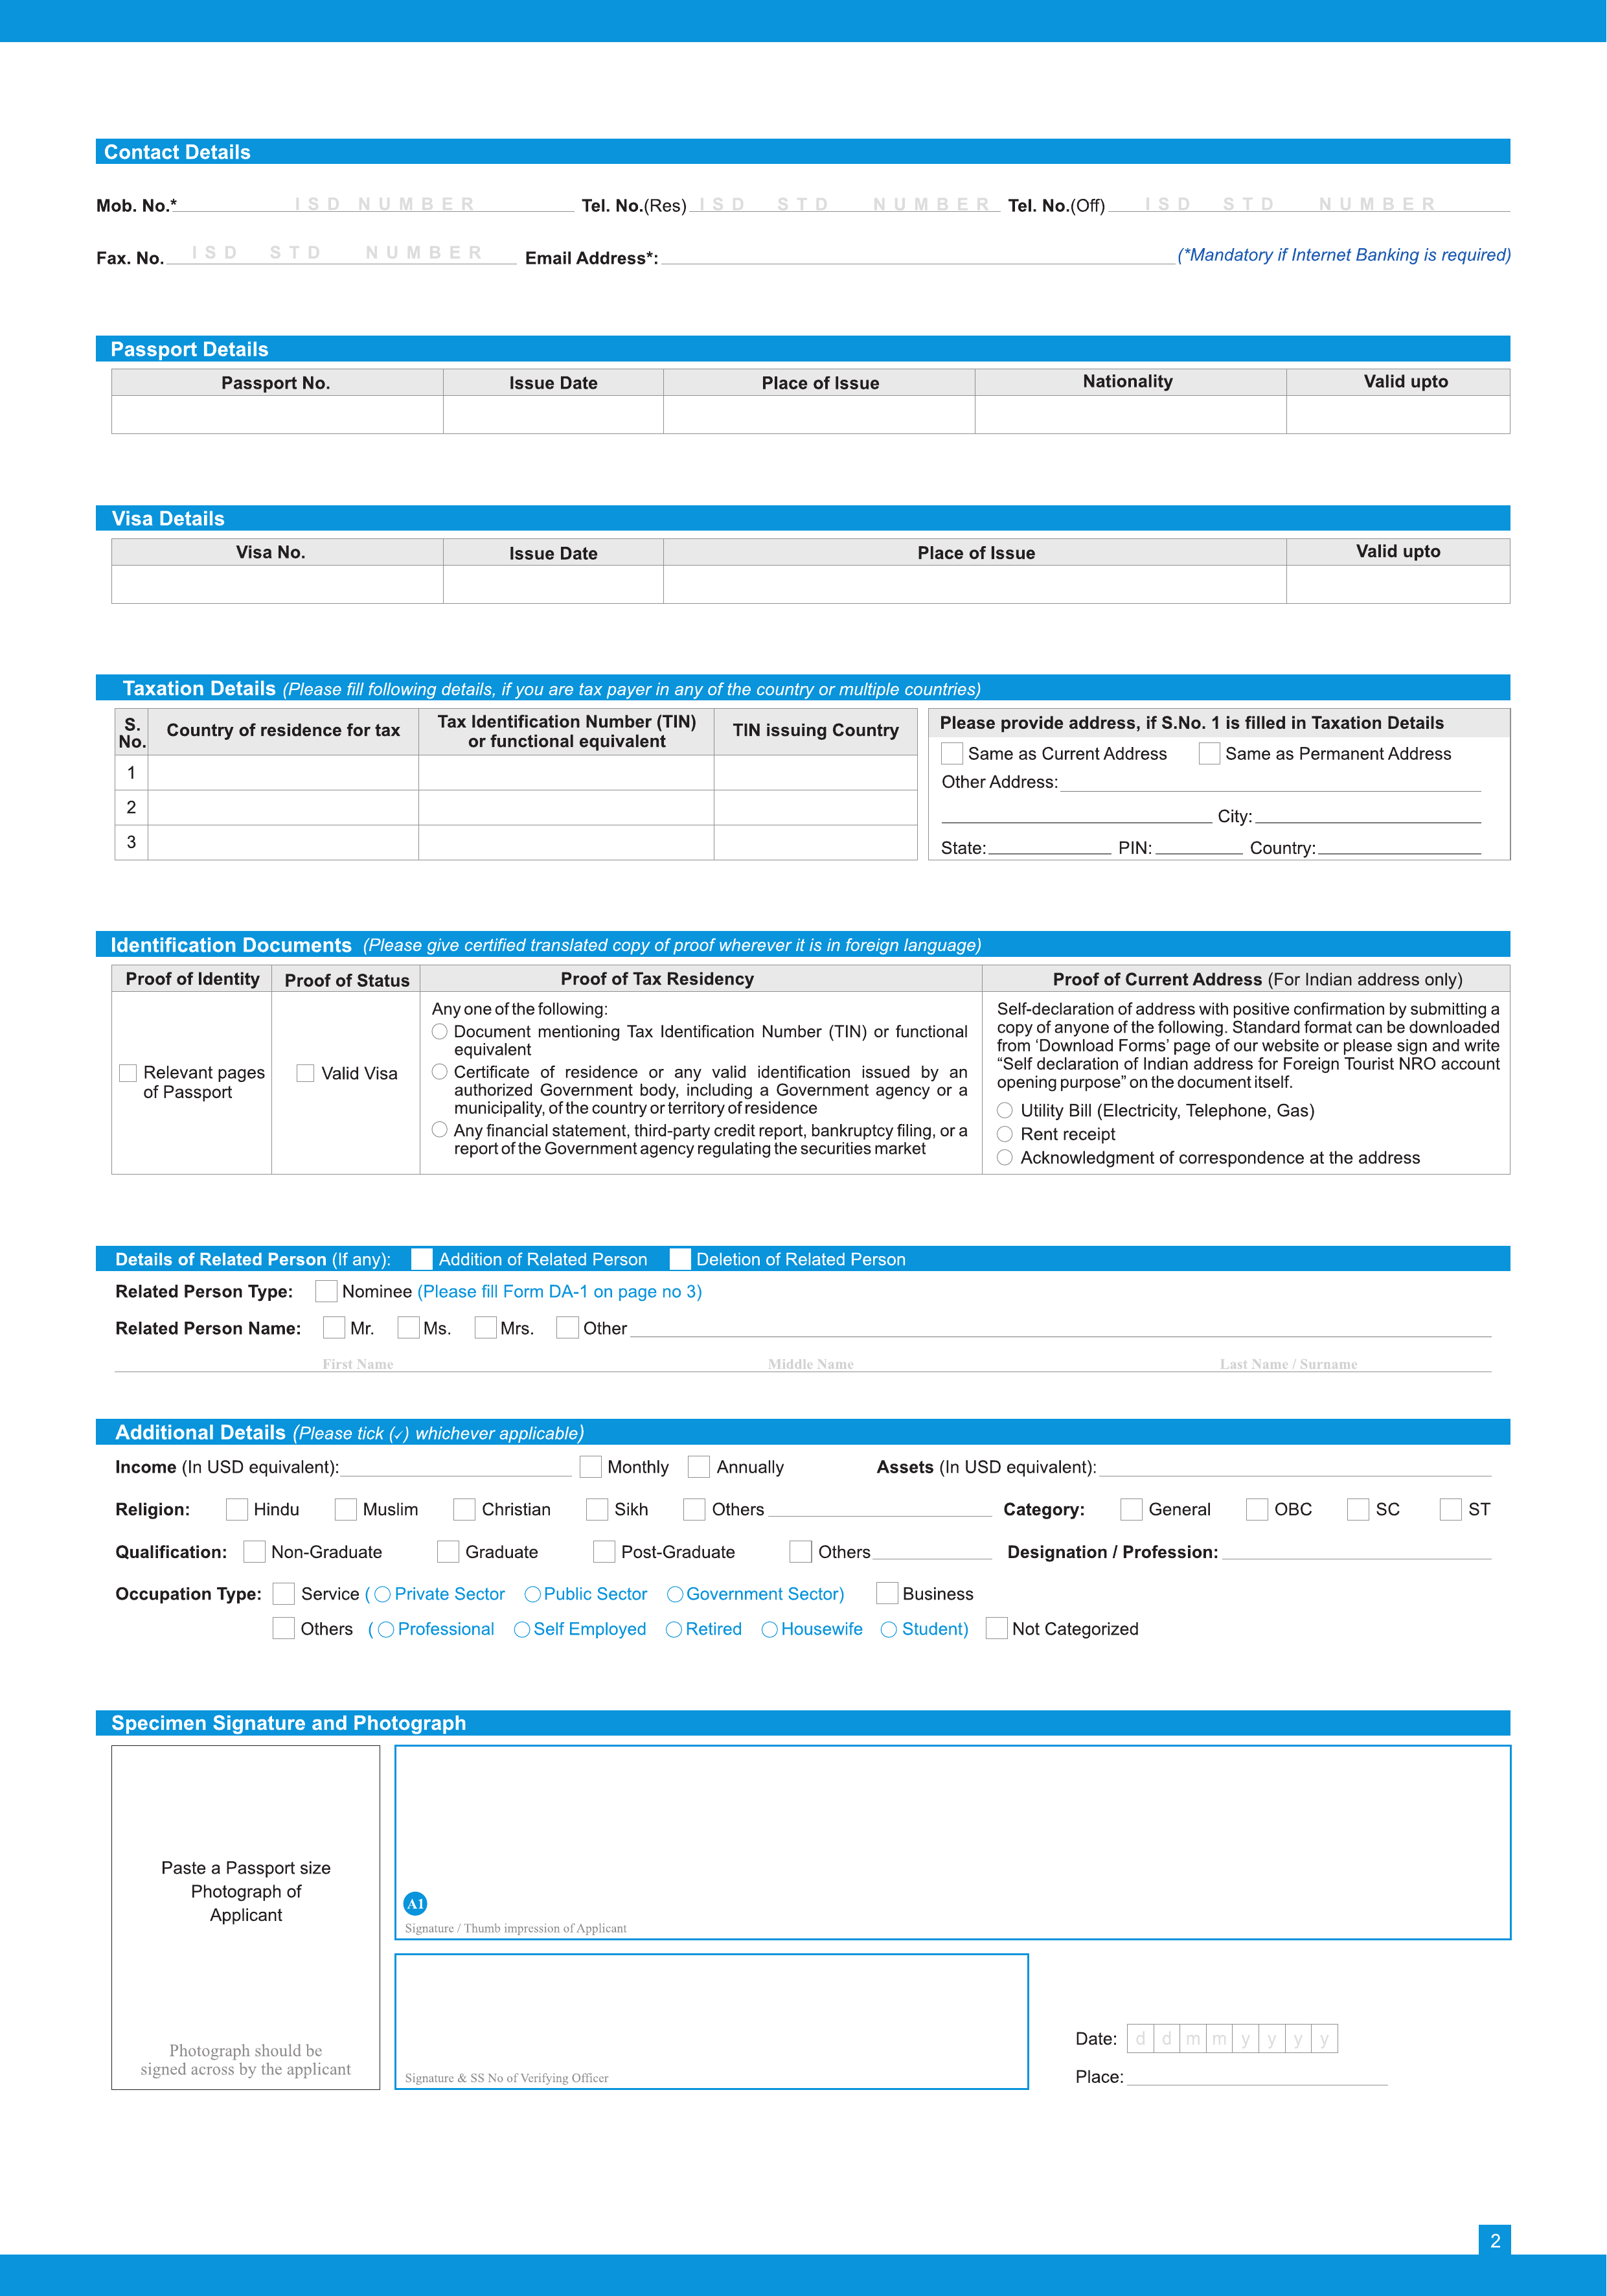 Contact Details
Mob. No.* ISD NUMBER Tel. No.(Res) ISD STD NUMBER Tel. No.(Off) ISD STD NUMBER
Fax. No. ISD STD NUMBER Email Address*: (*Mandatory if Internet Banking is required)
Passport Details
Passport No. Issue Date Place of Issue Nationality Valid upto
Visa Details
Visa No. Issue Date Place of Issue Valid upto
Taxation Details (Please fill following details, if you are tax payer in any of the country or multiple countries)
S. No. Country of residence for tax Tax Identification Number (TIN) or functional equivalent TIN issuing Country
1
2
3
Please provide address, if S.No. 1 is filled in Taxation Details
Same as Current Address Same as Permanent Address
Other Address:
City:
State: PIN: Country:
Identification Documents (Please give certified translated copy of proof wherever it is in foreign language)
Proof of Identity Proof of Status Proof of Tax Residency Proof of Current Address (For Indian address only)
Relevant pages
of Passport
Valid Visa
Any one of the following:
Document mentioning Tax Identification Number (TIN) or functional
equivalent
Certificate of residence or any valid identification issued by an
authorized Government body, including a Government agency or a
municipality, of the country or territory of residence
Any financial statement, third-party credit report, bankruptcy filing, or a
report of the Government agency regulating the securities market
Self-declaration of address with positive confirmation by submitting a
copy of anyone of the following. Standard format can be downloaded
from ‘Download Forms’ page of our website or please sign and write
“Self declaration of Indian address for Foreign Tourist NRO account
opening purpose” on the document itself.
Utility Bill (Electricity, Telephone, Gas)
Rent receipt
Acknowledgment of correspondence at the address
Details of Related Person (If any): Addition of Related Person Deletion of Related Person
Related Person Type: Nominee (Please fill Form DA-1 on page no 3)
Related Person Name: Mr. Ms. Mrs. Other
First Name Middle Name Last Name / Surname
Additional Details (Please tick (✓) whichever applicable)
Income (In USD equivalent): Monthly Annually Assets (In USD equivalent):
Religion: Hindu Muslim Christian Sikh Others Category: General OBC SC ST
Qualification: Non-Graduate Graduate Post-Graduate Others Designation / Profession:
Occupation Type: Service ( Private Sector Public Sector Government Sector) Business
Others ( Professional Self Employed Retired Housewife Student) Not Categorized
Specimen Signature and Photograph
Paste a Passport size
Photograph of
Applicant
Photograph should be
signed across by the applicant
A1
Signature / Thumb impression of Applicant
Signature & SS No of Verifying Officer
Date: d d m m y y y y
Place:
2